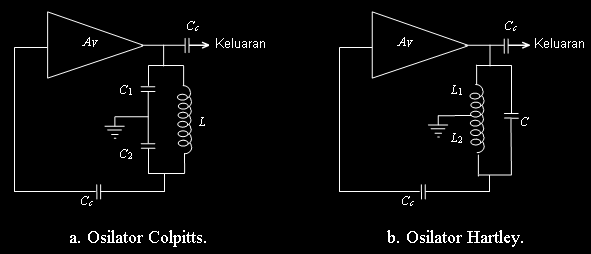 Cc
Av
Keluaran
C1
L
C2
Cc
a. Osilator Colpitts.
Cc
Av
Keluaran
L1
C
L2
Cc
b. Osilator Hartley.